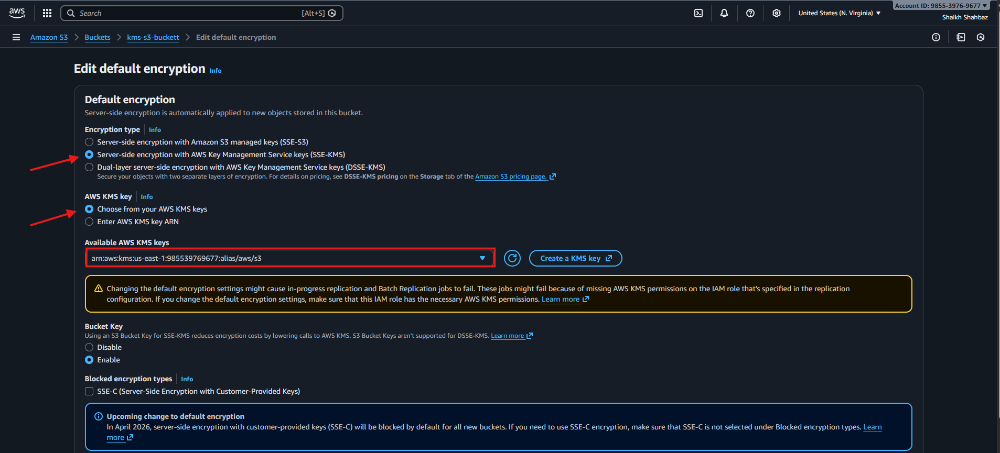 aws
Search [Alt+S]
United States (N. Virginia)
Account ID: 9855-3976-9677
Shaikh Shahbaz
Amazon S3 > Buckets > kms-s3-buckett > Edit default encryption
Edit default encryption Info
Default encryption
Server-side encryption is automatically applied to new objects stored in this bucket.
Encryption type Info
Server-side encryption with Amazon S3 managed keys (SSE-S3)
Server-side encryption with AWS Key Management Service keys (SSE-KMS)
Dual-layer server-side encryption with AWS Key Management Service keys (DSSE-KMS)
Secure your objects with two separate layers of encryption. For details on pricing, see DSSE-KMS pricing on the Storage tab of the Amazon S3 pricing page.
AWS KMS key Info
Choose from your AWS KMS keys
Enter AWS KMS key ARN
Available AWS KMS keys
arn:aws:kms:us-east-1:985539769677:alias/aws/s3
Create a KMS key
Changing the default encryption settings might cause in-progress replication and Batch Replication jobs to fail. These jobs might fail because of missing AWS KMS permissions on the IAM role that's specified in the replication
configuration. If you change the default encryption settings, make sure that this IAM role has the necessary AWS KMS permissions. Learn more
Bucket Key
Using an S3 Bucket Key for SSE-KMS reduces encryption costs by lowering calls to AWS KMS. S3 Bucket Keys aren't supported for DSSE-KMS. Learn more
Disable
Enable
Blocked encryption types Info
SSE-C (Server-Side Encryption with Customer-Provided Keys)
Upcoming change to default encryption
In April 2026, server-side encryption with customer-provided keys (SSE-C) will be blocked by default for all new buckets. If you need to use SSE-C encryption, make sure that SSE-C is not selected under Blocked encryption types. Learn
more